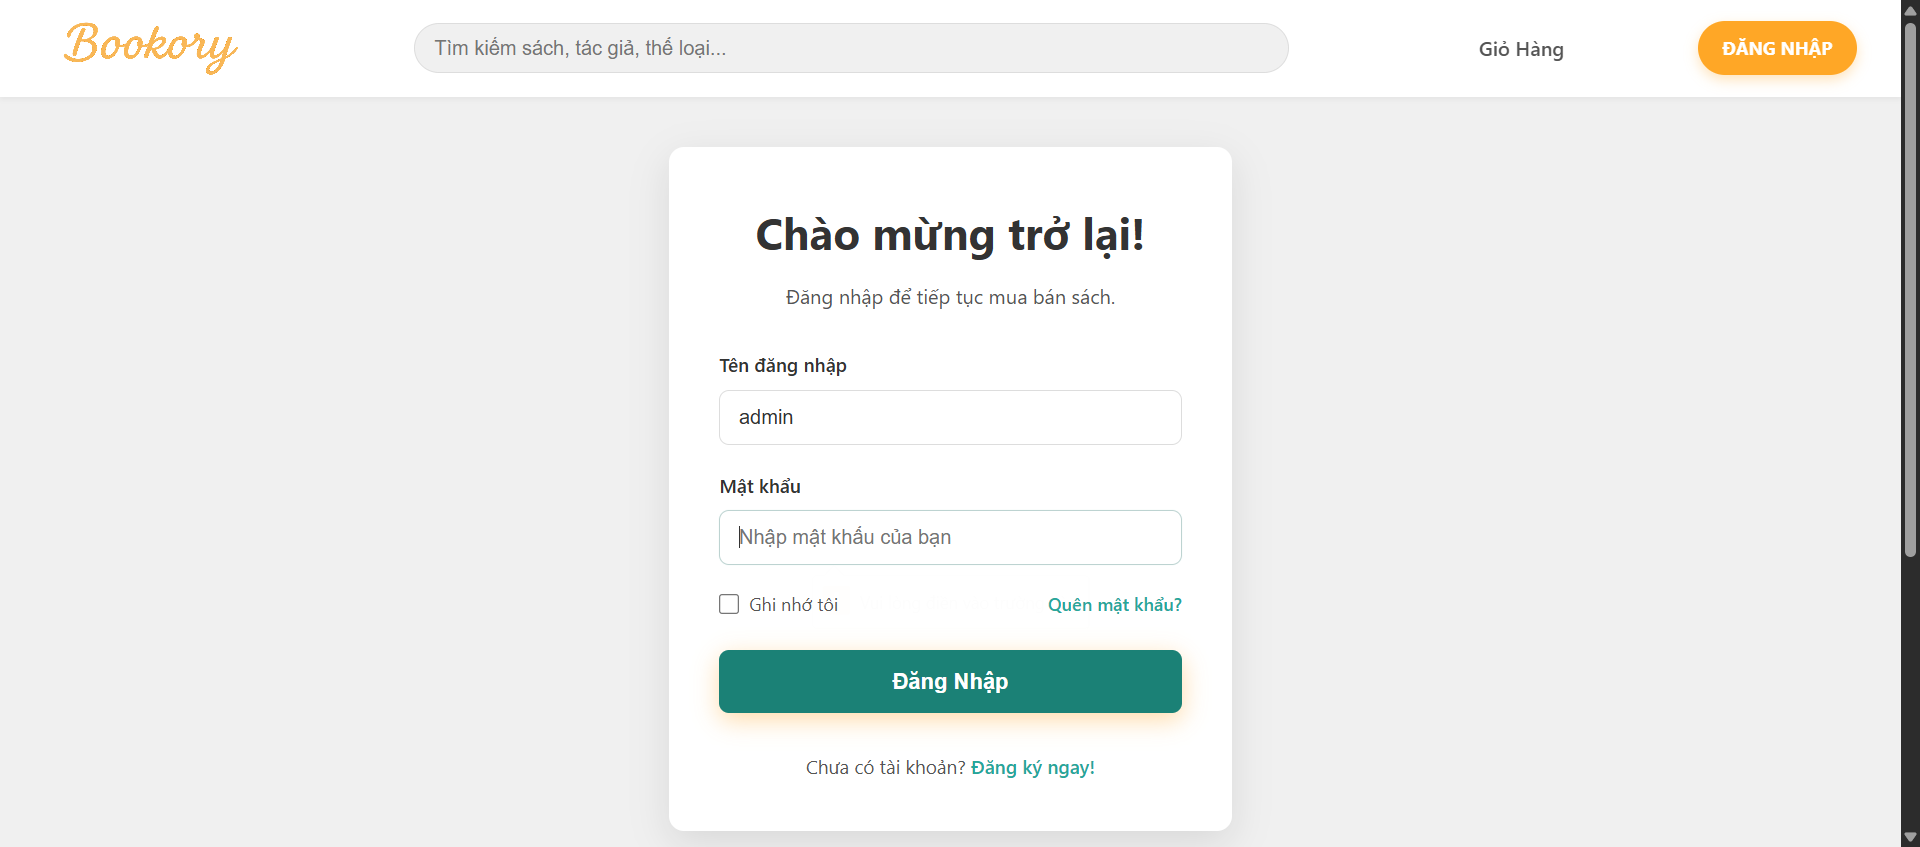 Bookory
Tìm kiếm sách, tác giả, thể loại...
Giỏ Hàng
ĐĂNG NHẬP
Chào mừng trở lại!
Đăng nhập để tiếp tục mua bán sách.
Tên đăng nhập
admin
Mật khẩu
Nhập mật khẩu của bạn
Ghi nhớ tôi
Quên mật khẩu?
Đăng Nhập
Chưa có tài khoản? Đăng ký ngay!